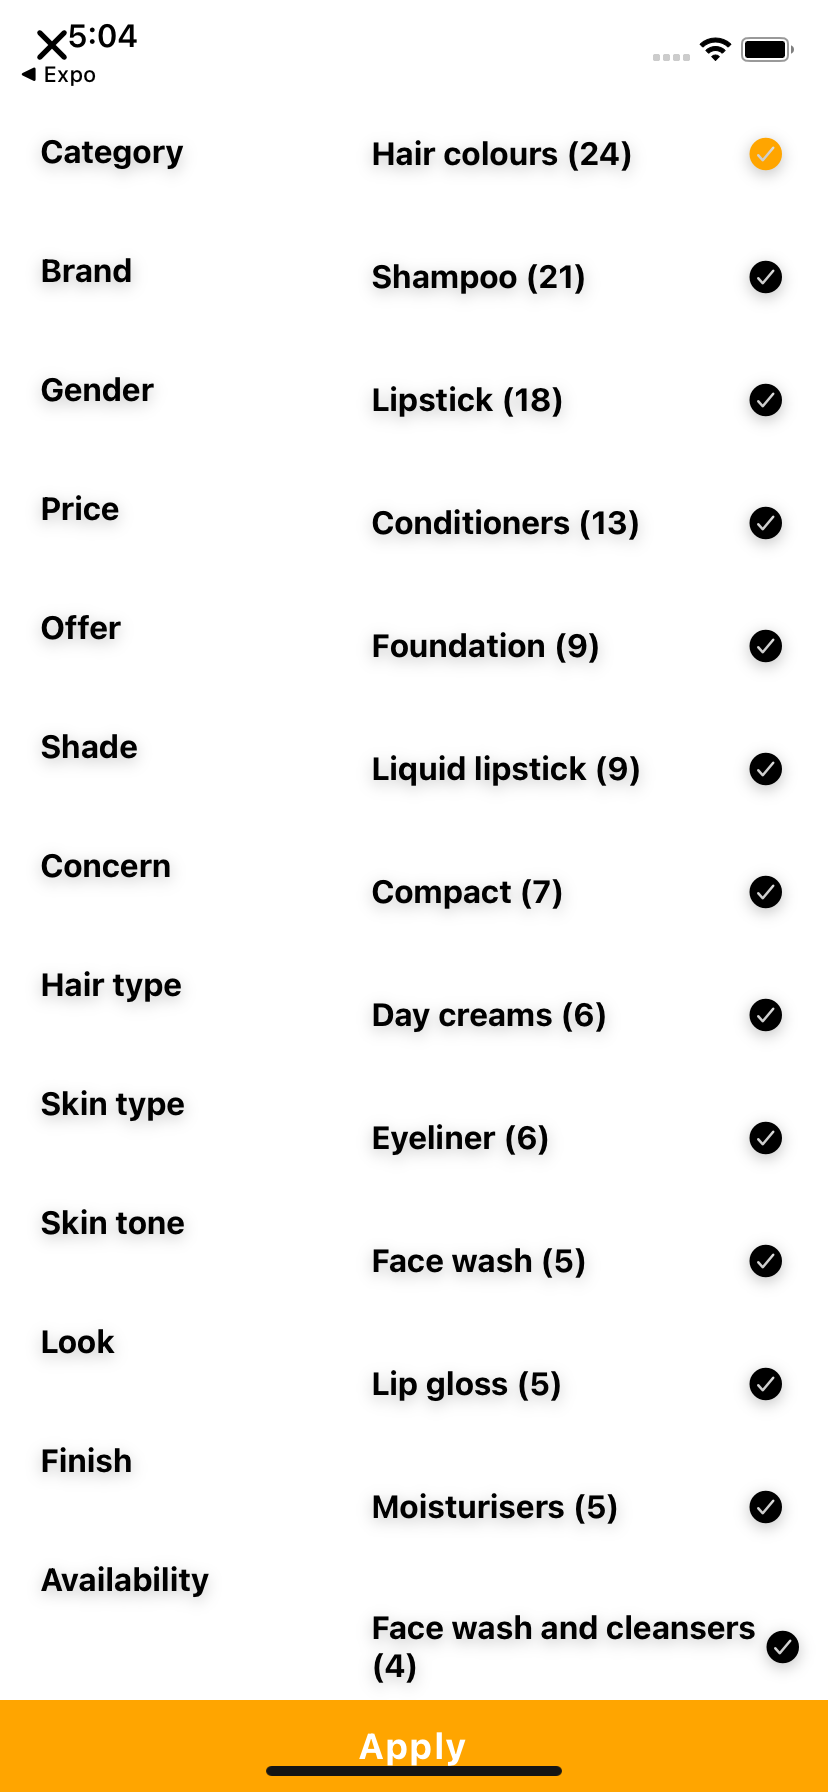 5:04
Expo
Category
Hair colours (24)
Brand
Shampoo (21)
Gender
Lipstick (18)
Price
Conditioners (13)
Offer
Foundation (9)
Shade
Liquid lipstick (9)
Concern
Compact (7)
Hair type
Day creams (6)
Skin type
Eyeliner (6)
Skin tone
Face wash (5)
Look
Lip gloss (5)
Finish
Moisturisers (5)
Availability
Face wash and cleansers
(4)
Apply